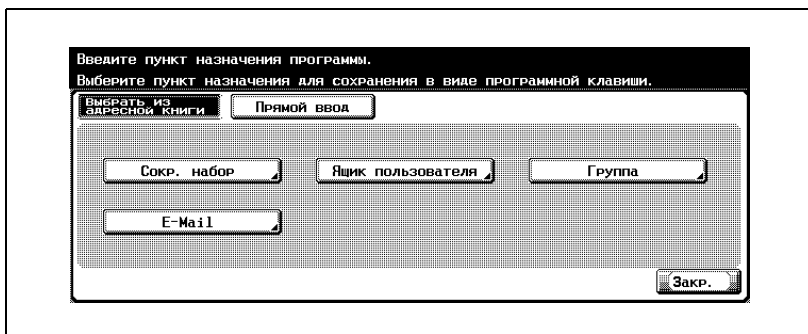 Введите пункт назначения программы.
Выберите пункт назначения для сохранения в виде программной клавиши.
Выбрать из
адресной книги
Прямой ввод
Сокр. набор
Ящик пользователя
Группа
E-Mail
Закр.